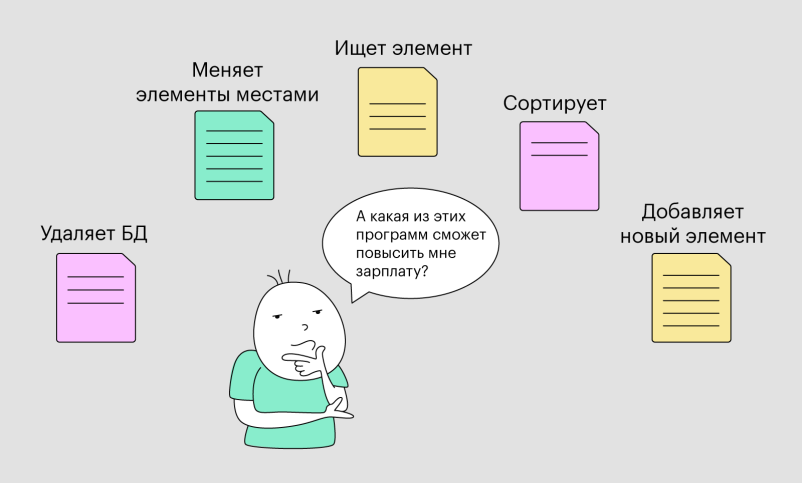 Ищет элемент
Меняет
элементы местами
Сортирует
Добавляет
новый элемент
Удаляет БД
А какая из этих
программ сможет
повысить мне
зарплату?